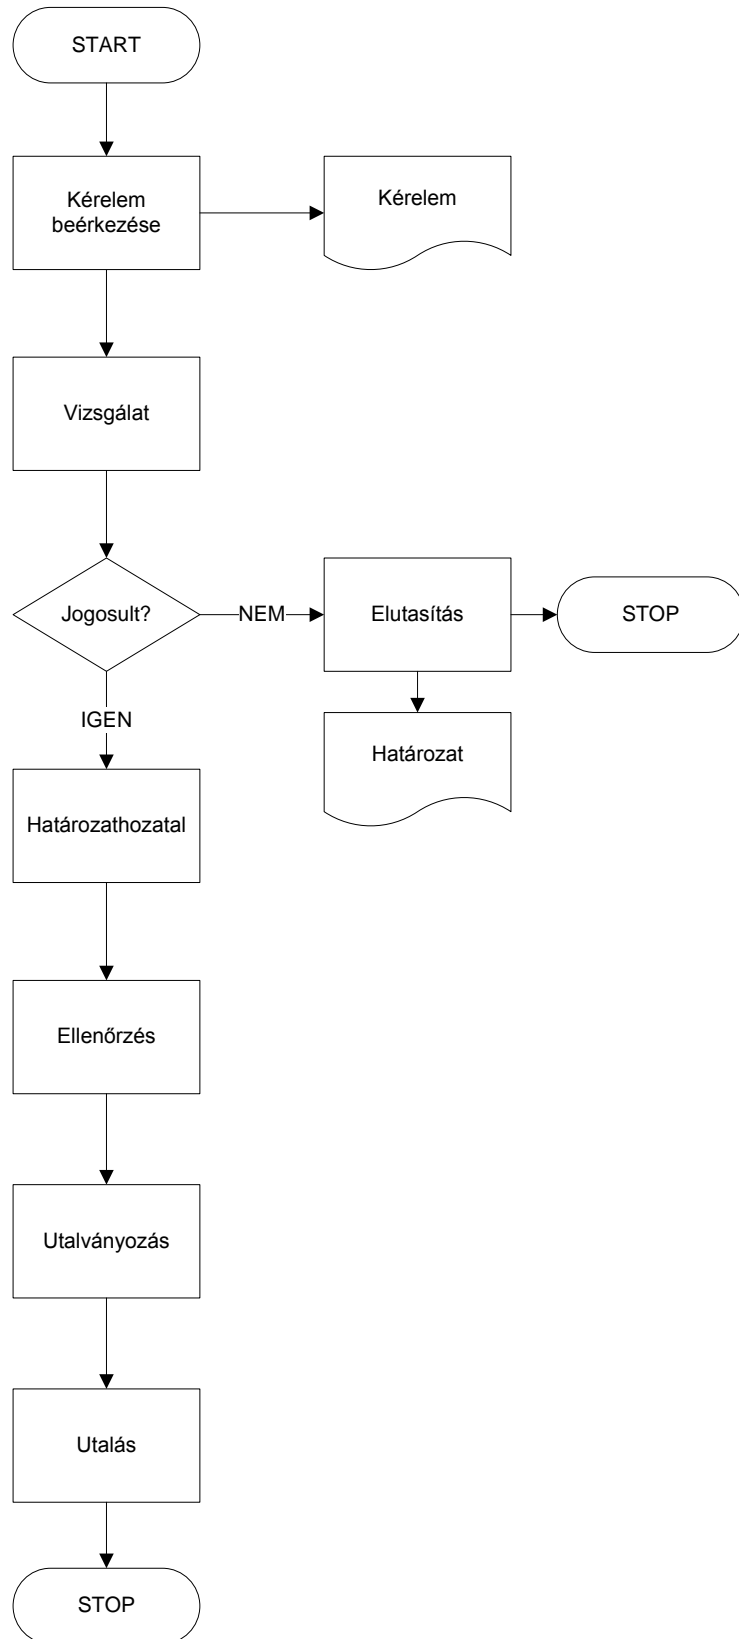 START
Kérelem
beérkezése
Kérelem
Vizsgálat
Jogosult?
NEM
Elutasítás
STOP
IGEN
Határozat
Határozathozatal
Ellenőrzés
Utalványozás
Utalás
STOP